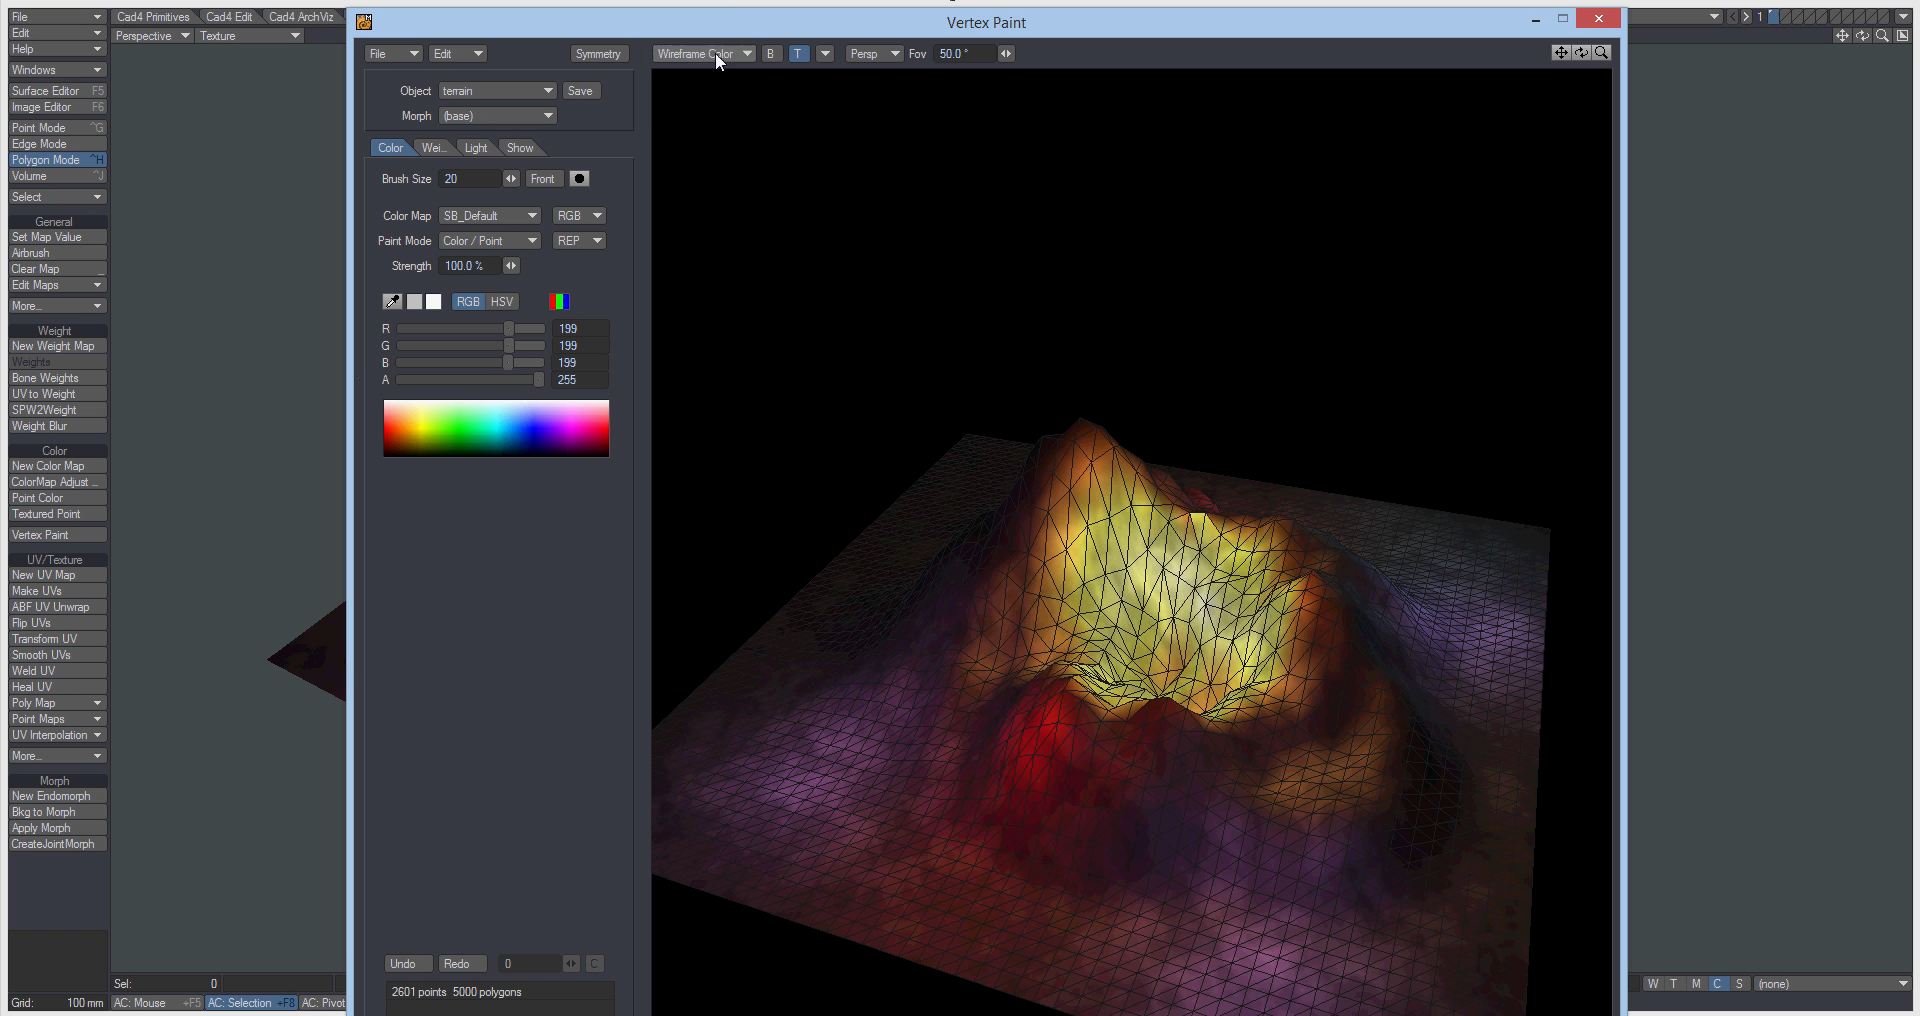 File
Edit
Help
Windows
Surface Editor F5
Image Editor F6
Point Mode ^G
Edge Mode
Polygon Mode ^H
Volume ^J
Select
General
Set Map Value
Airbrush
Clear Map _
Edit Maps
More...
Weight
New Weight Map
Weights
Bone Weights
UV to Weight
SPW2Weight
Weight Blur
Color
New Color Map
ColorMap Adjust ...
Point Color
Textured Point
Vertex Paint
UV/Texture
New UV Map
Make UVs
ABF UV Unwrap
Flip UVs
Transform UV
Smooth UVs
Weld UV
Heal UV
Poly Map
Point Maps
UV Interpolation
More...
Morph
New Endomorph
Bkg to Morph
Apply Morph
CreateJointMorph
Grid: 100 mm
Cad4 Primitives Cad4 Edit Cad4 ArchViz
Perspective Texture
Sel: 0
AC: Mouse +F5 AC: Selection +F8 AC: Pivot
Vertex Paint
File Edit Symmetry Wireframe Color B T Persp Fov 50.0 °
Object terrain Save
Morph (base)
Color Wei... Light Show
Brush Size 20 Front
Color Map SB_Default RGB
Paint Mode Color / Point REP
Strength 100.0 %
RGB HSV
R 199
G 199
B 199
A 255
Undo Redo 0 C
2601 points 5000 polygons
1
W T M C S (none)